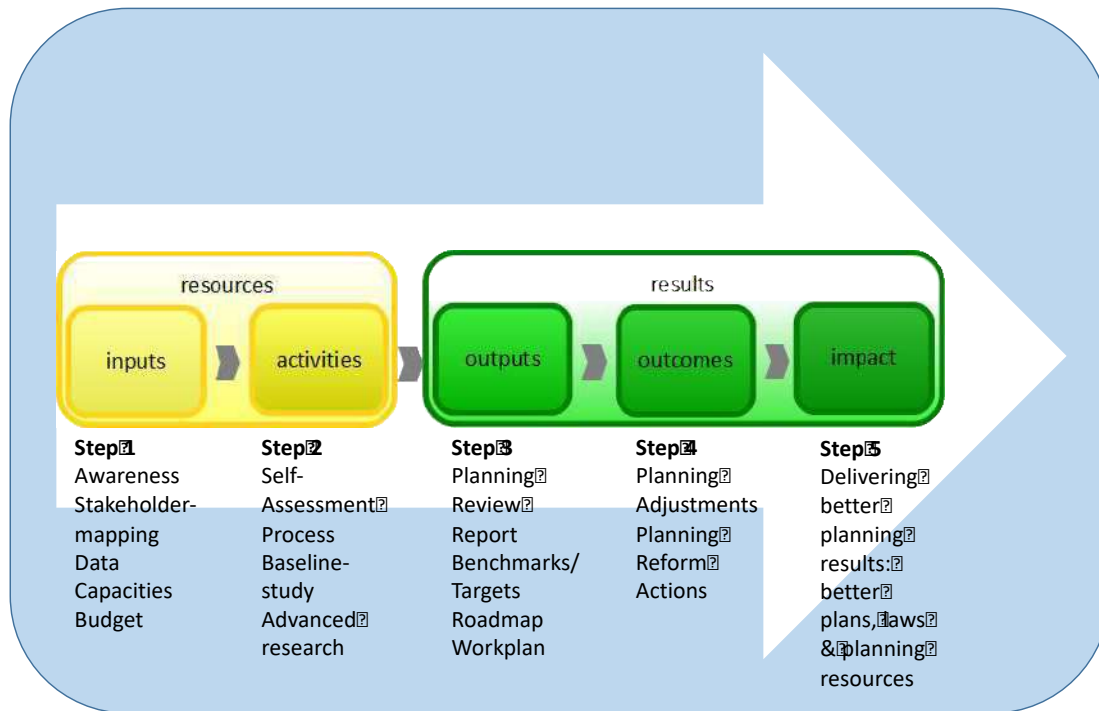 resources
results
inputs
activities
outputs
outcomes
impact
Step 1
Awareness
Stakeholder-
mapping
Data
Capacities
Budget
Step 2
Self-
Assessment
Process
Baseline-
study
Advanced
research
Step 3
Planning
Review
Report
Benchmarks/
Targets
Roadmap
Workplan
Step 4
Planning
Adjustments
Planning
Reform
Actions
Step 5
Delivering
better
planning
results:
better
plans, laws
& planning
resources